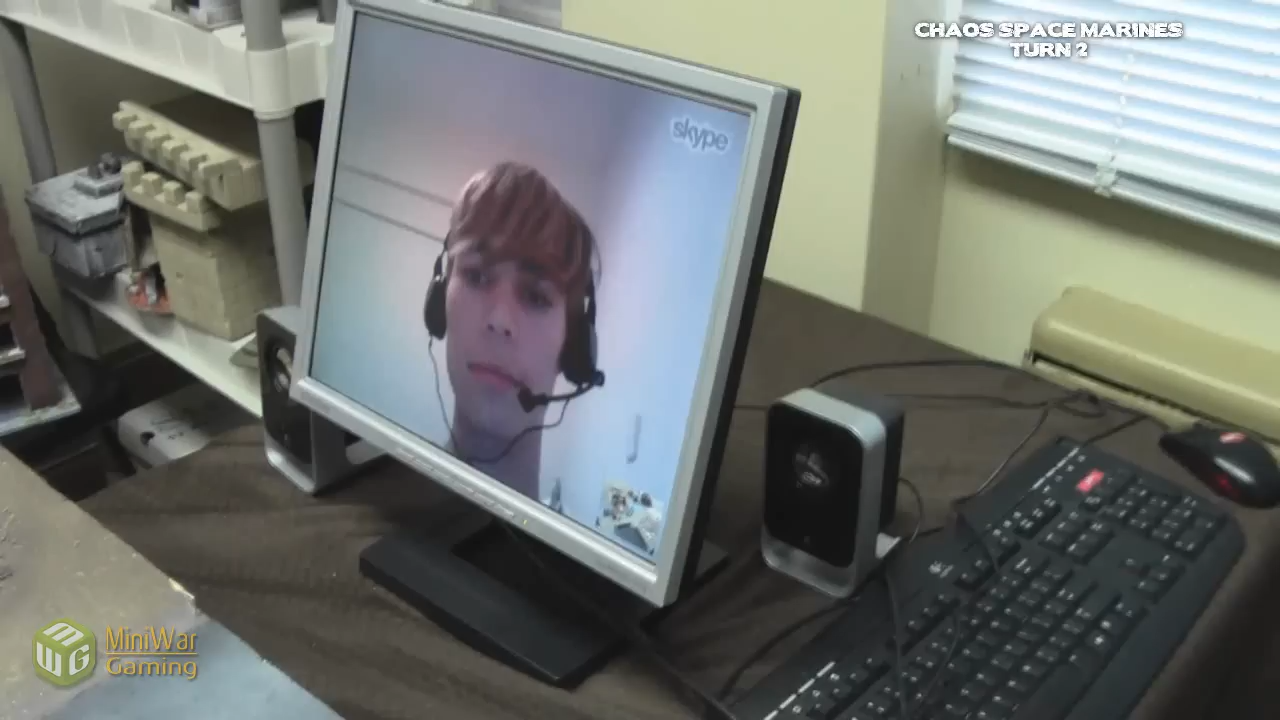 CHAOS SPACE MARINES
TURN 2
skype
MiniWar
Gaming